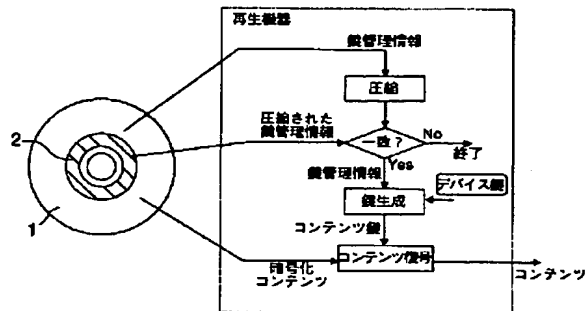 再生機器
鍵管理情報
圧縮
圧縮された
鍵管理情報
一致?
No
終了
Yes
鍵管理情報
デバイス鍵
鍵生成
コンテンツ鍵
コンテンツ復号
暗号化
コンテンツ
コンテンツ
2
1